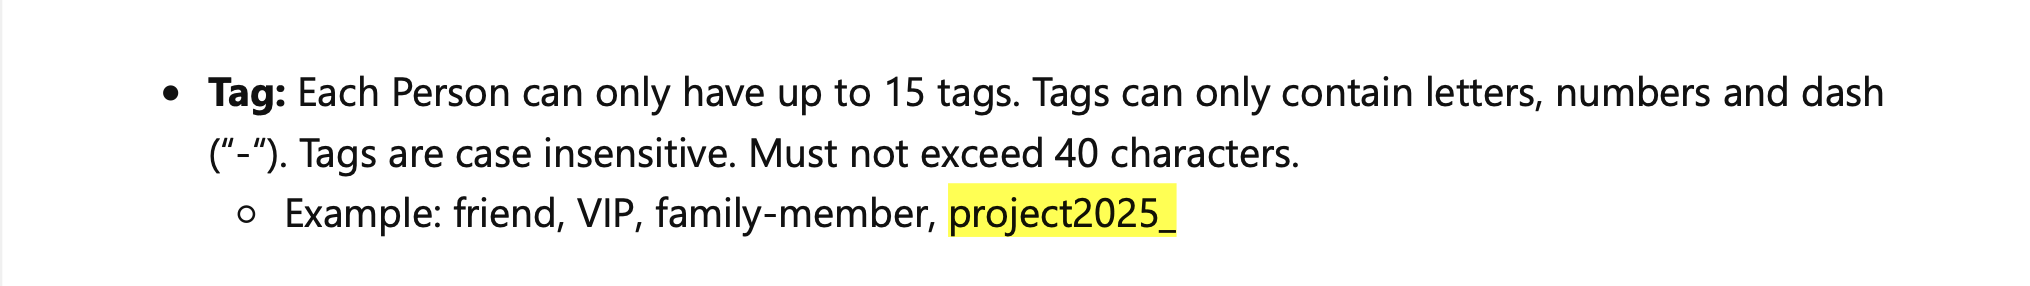 • Tag: Each Person can only have up to 15 tags. Tags can only contain letters, numbers and dash
(“-“). Tags are case insensitive. Must not exceed 40 characters.
○ Example: friend, VIP, family-member, project2025_